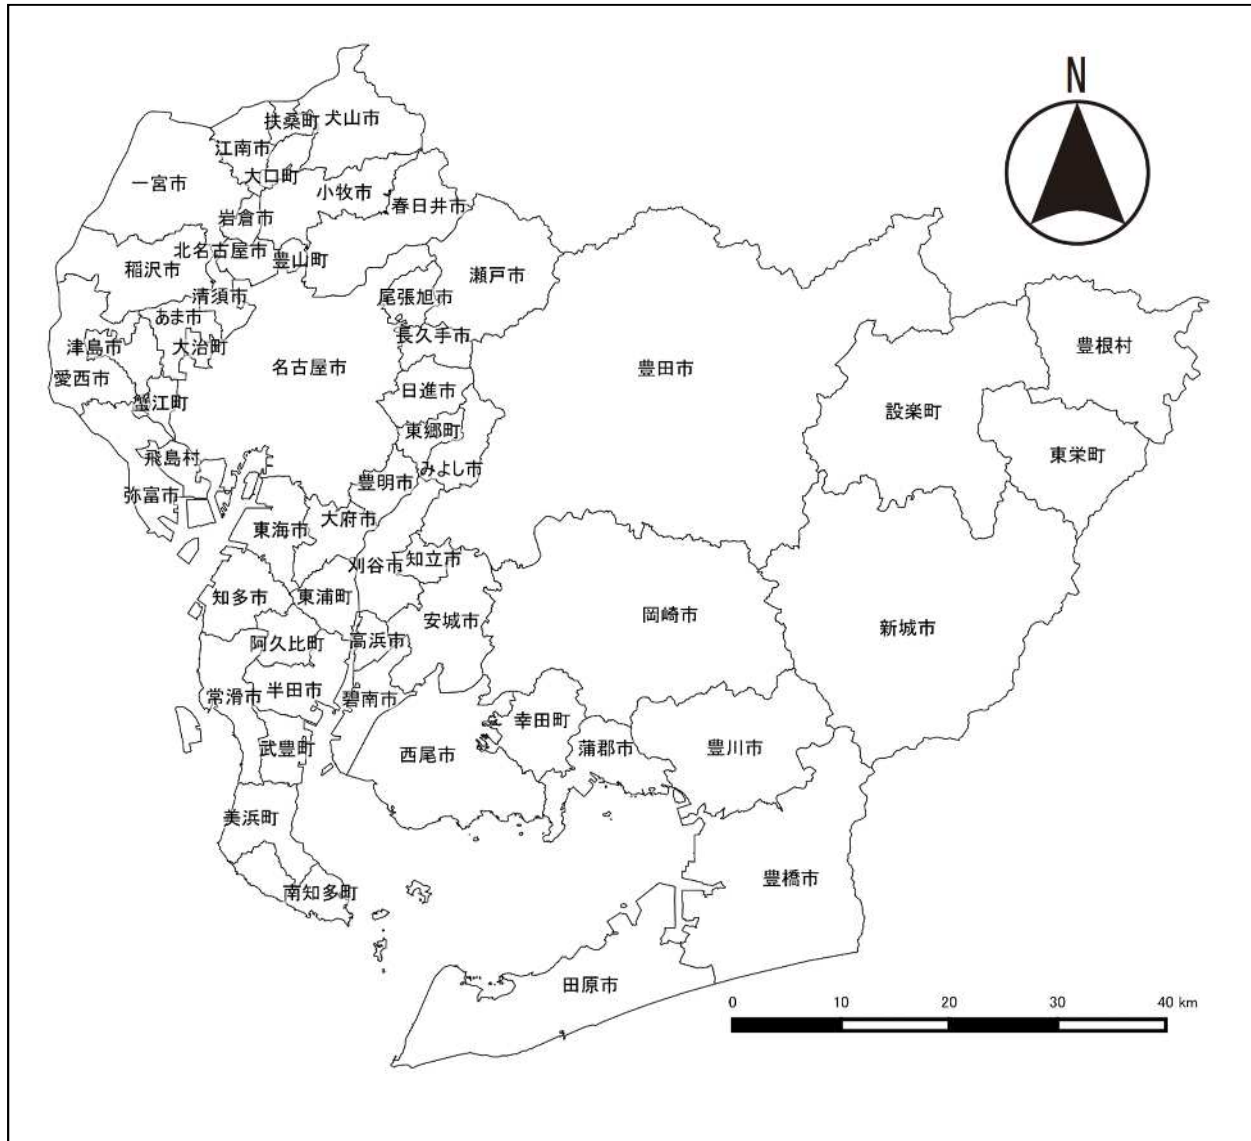 N
扶桑町
犬山市
江南市
大口町
一宮市
小牧市
春日井市
岩倉市
北名古屋市
豊山町
稲沢市
瀬戸市
清須市
尾張旭市
あま市
長久手市
津島市
大治町
名古屋市
豊田市
豊根村
愛西市
日進市
蟹江町
設楽町
東郷町
東栄町
飛島村
みよし市
豊明市
弥富市
大府市
東海市
刈谷市
知立市
知多市
東浦町
安城市
岡崎市
新城市
阿久比町
高浜市
常滑市
半田市
碧南市
幸田町
武豊町
西尾市
蒲郡市
豊川市
美浜町
南知多町
豊橋市
田原市
0 10 20 30 40 km